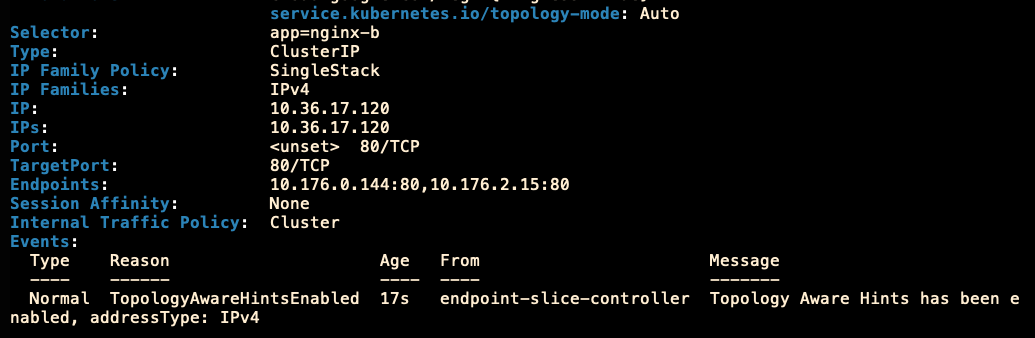 service.kubernetes.io/topology-mode: Auto
Selector: app=nginx-b
Type: ClusterIP
IP Family Policy: SingleStack
IP Families: IPv4
IP: 10.36.17.120
IPs: 10.36.17.120
Port: <unset> 80/TCP
TargetPort: 80/TCP
Endpoints: 10.176.0.144:80,10.176.2.15:80
Session Affinity: None
Internal Traffic Policy: Cluster
Events:
Type Reason Age From Message
---- ------ ---- ---- -------
Normal TopologyAwareHintsEnabled 17s endpoint-slice-controller Topology Aware Hints has been e
nabled, addressType: IPv4